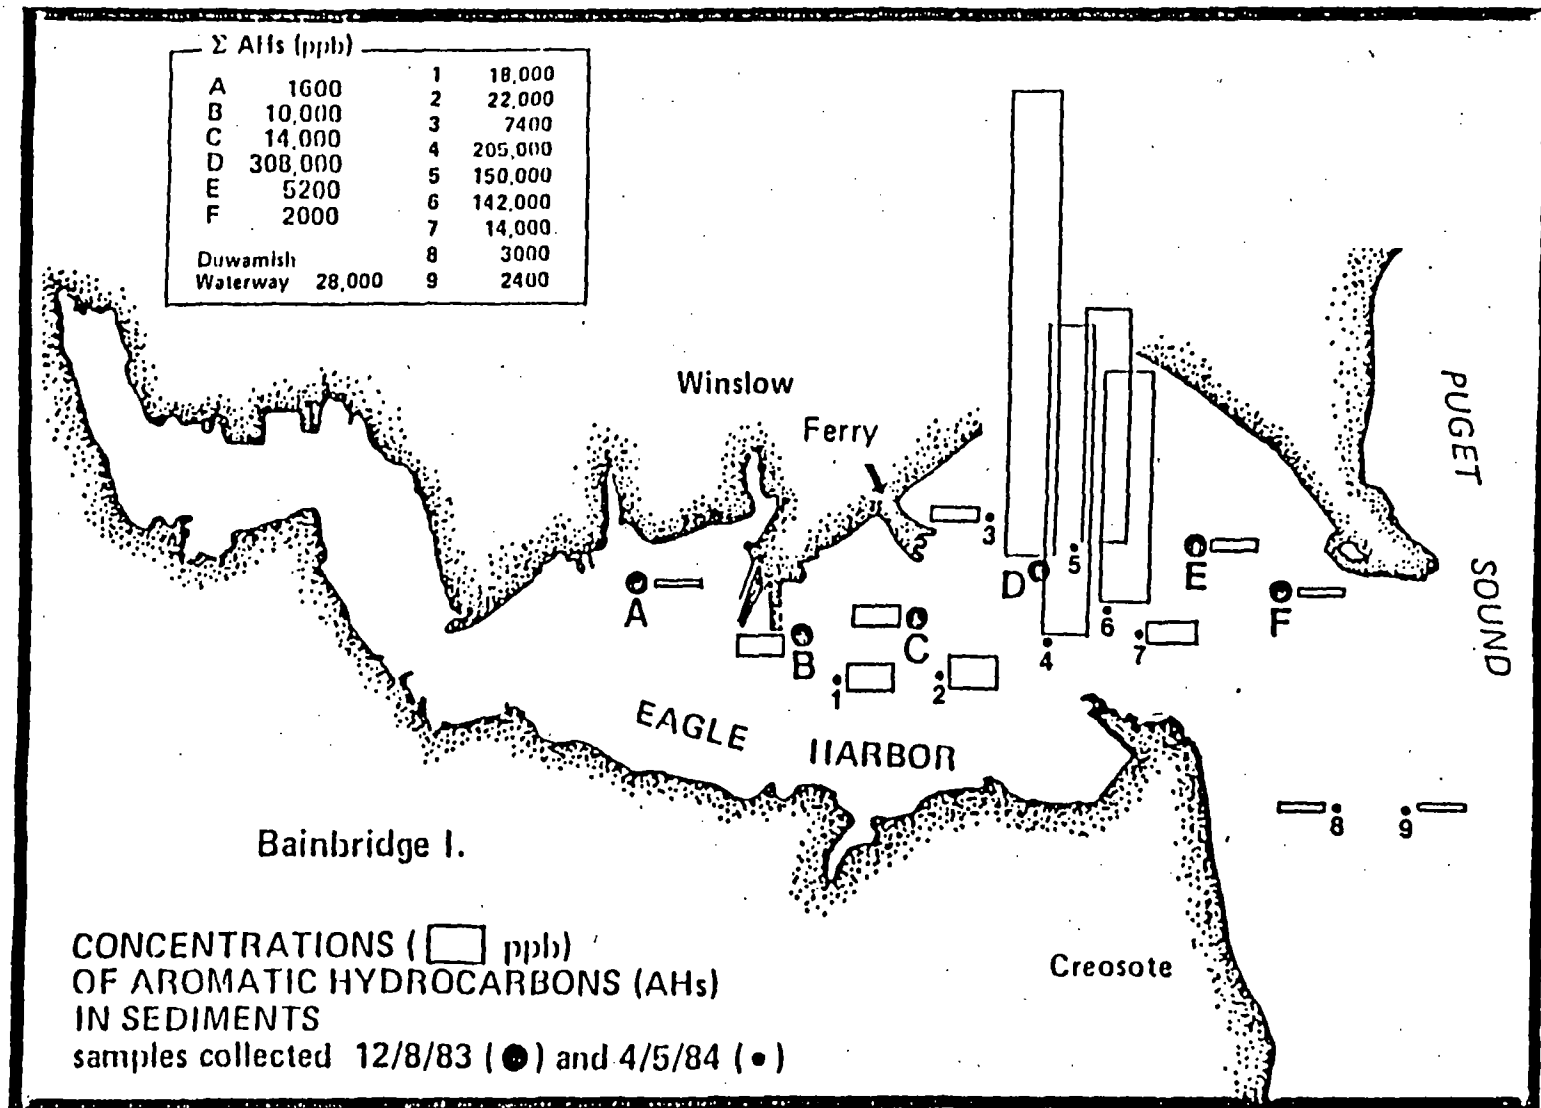 Σ AHs (ppb)
A 1600
B 10,000
C 14,000
D 308,000
E 5200
F 2000
Duwamish
Waterway 28,000
1 18,000
2 22,000
3 7400
4 205,000
5 150,000
6 142,000
7 14,000
8 3000
9 2400
Winslow
Ferry
PUGET
SOUND
3
5
E
A
D
F
6
B
C
4
7
1
2
EAGLE
HARBOR
8
9
Bainbridge I.
Creosote
CONCENTRATIONS ( ppb)
OF AROMATIC HYDROCARBONS (AHs)
IN SEDIMENTS
samples collected 12/8/83 ( ) and 4/5/84 (•)